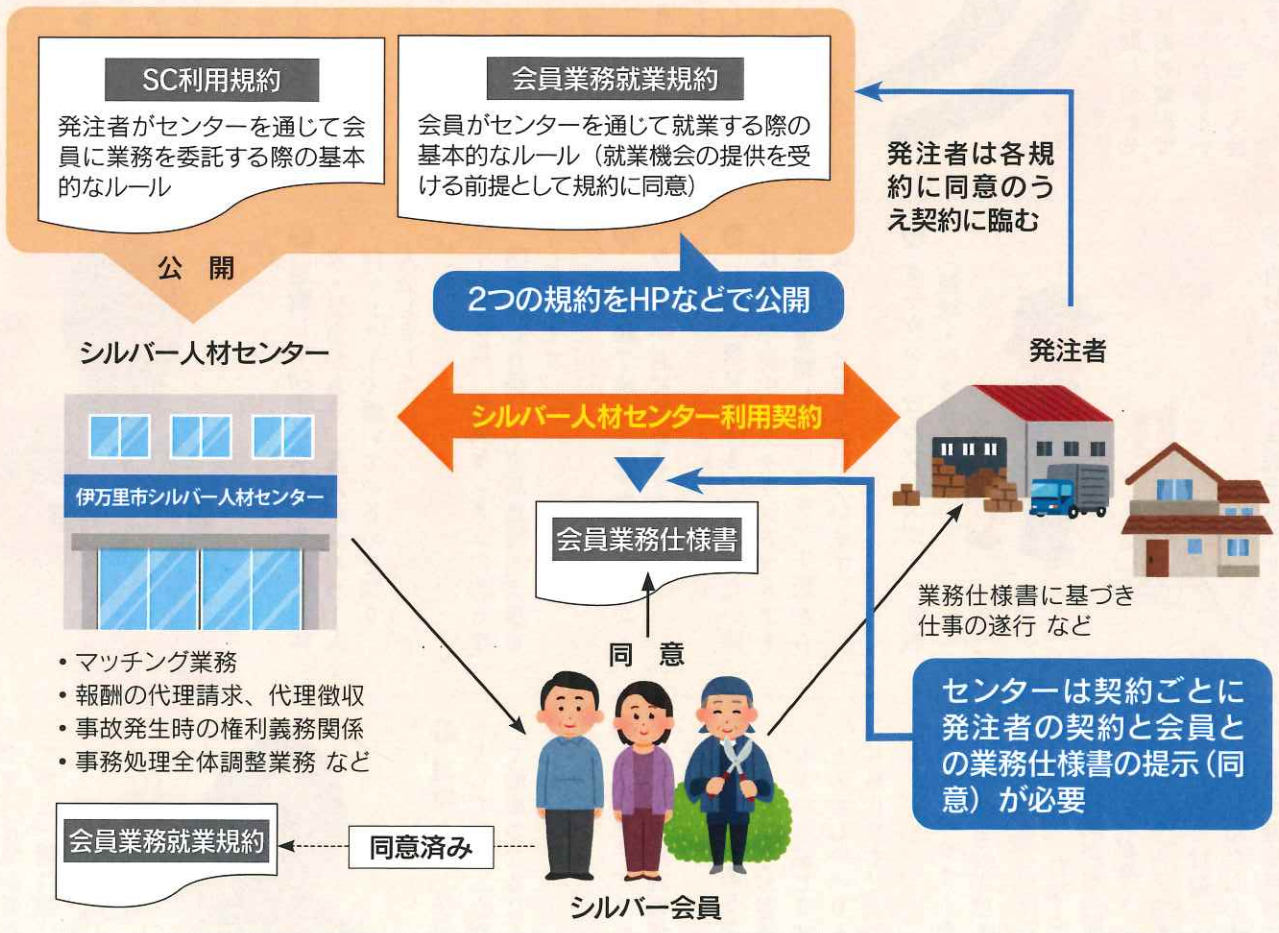 SC利用規約
発注者がセンターを通じて会
員に業務を委託する際の基本
的なルール
会員業務就業規約
会員がセンターを通じて就業する際の
基本的なルール（就業機会の提供を受
ける前提として規約に同意）
発注者は各規
約に同意のう
え契約に臨む
公　開
2つの規約をHPなどで公開
シルバー人材センター
発注者
シルバー人材センター利用契約
伊万里市シルバー人材センター
会員業務仕様書
業務仕様書に基づき
仕事の遂行 など
同　意
・マッチング業務
・報酬の代理請求、代理徴収
・事故発生時の権利義務関係
・事務処理全体調整業務 など
センターは契約ごとに
発注者の契約と会員と
の業務仕様書の提示（同
意）が必要
会員業務就業規約
同意済み
シルバー会員